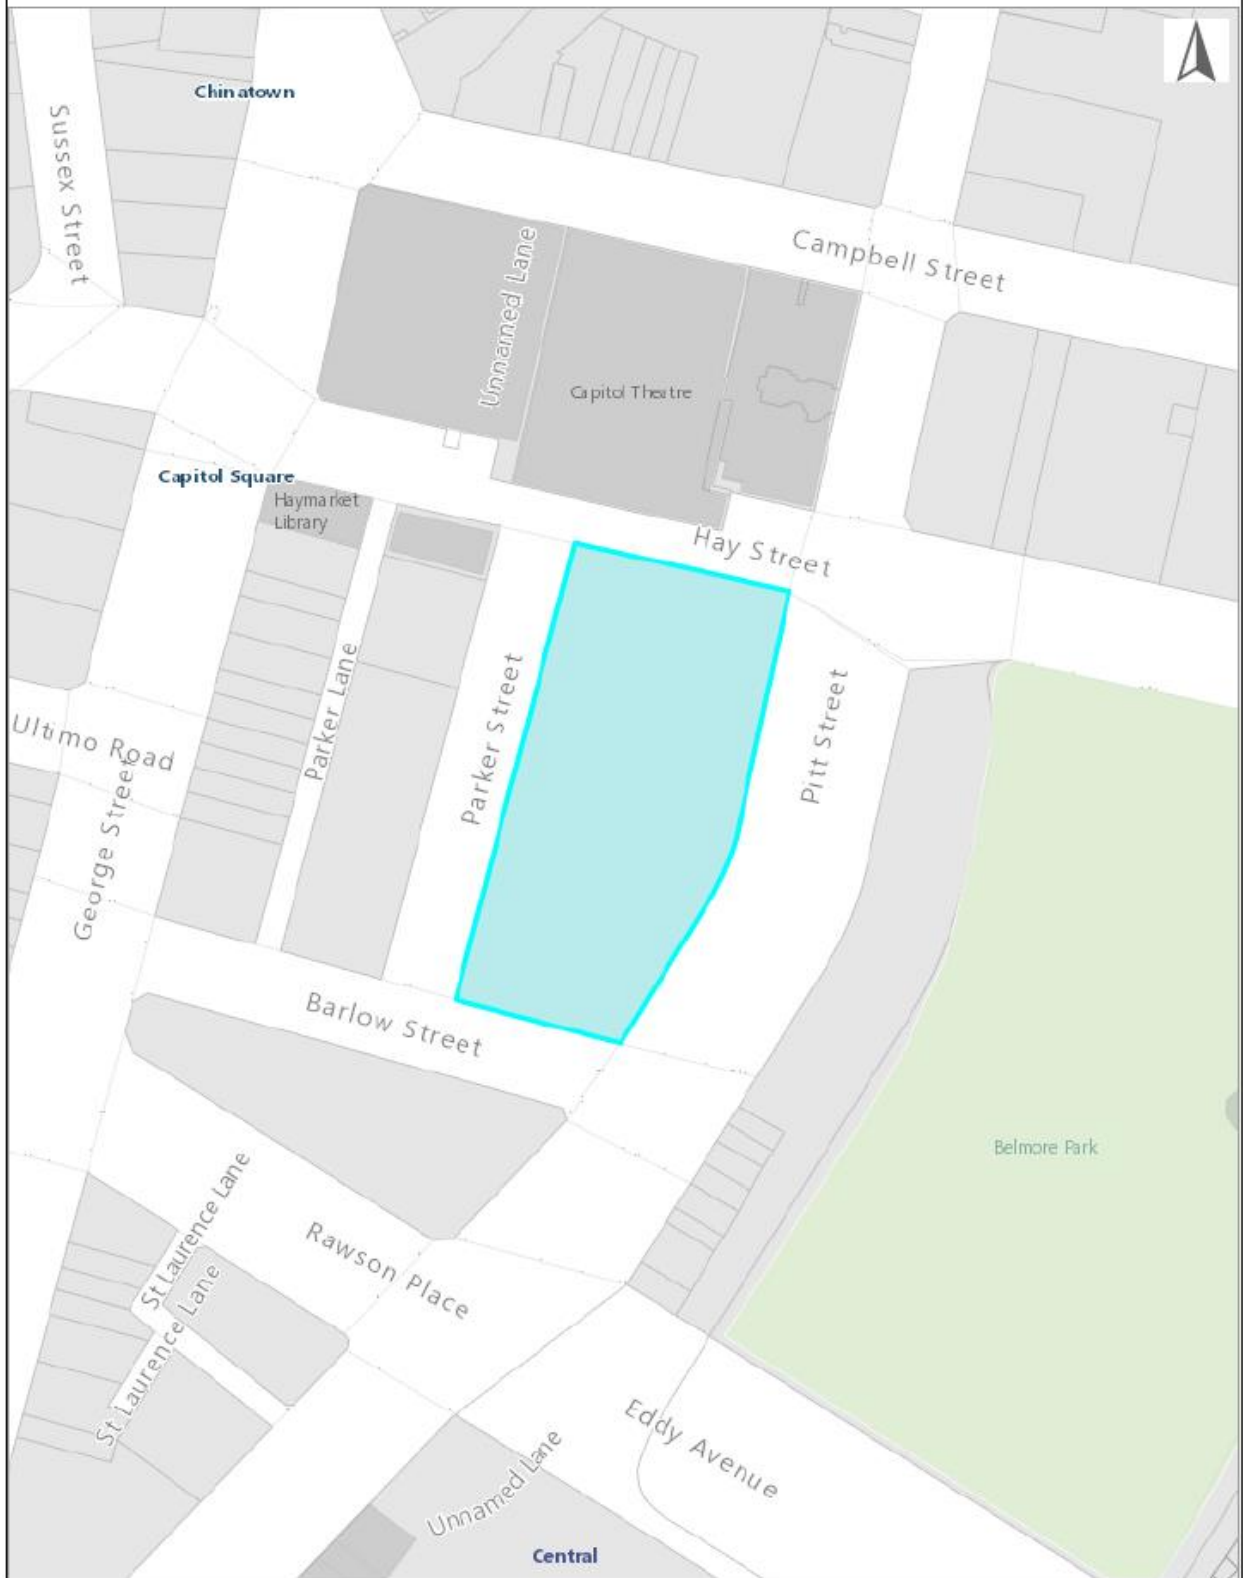 Chinatown
Sussex Street
Campbell Street
Unnamed Lane
Capitol Theatre
Capitol Square
Haymarket
Library
Hay Street
Parker Lane
Parker Street
Pitt Street
Ultimo Road
George Street
Barlow Street
Belmore Park
St Laurence Lane
Rawson Place
St Laurence Lane
Eddy Avenue
Unnamed Lane
Central